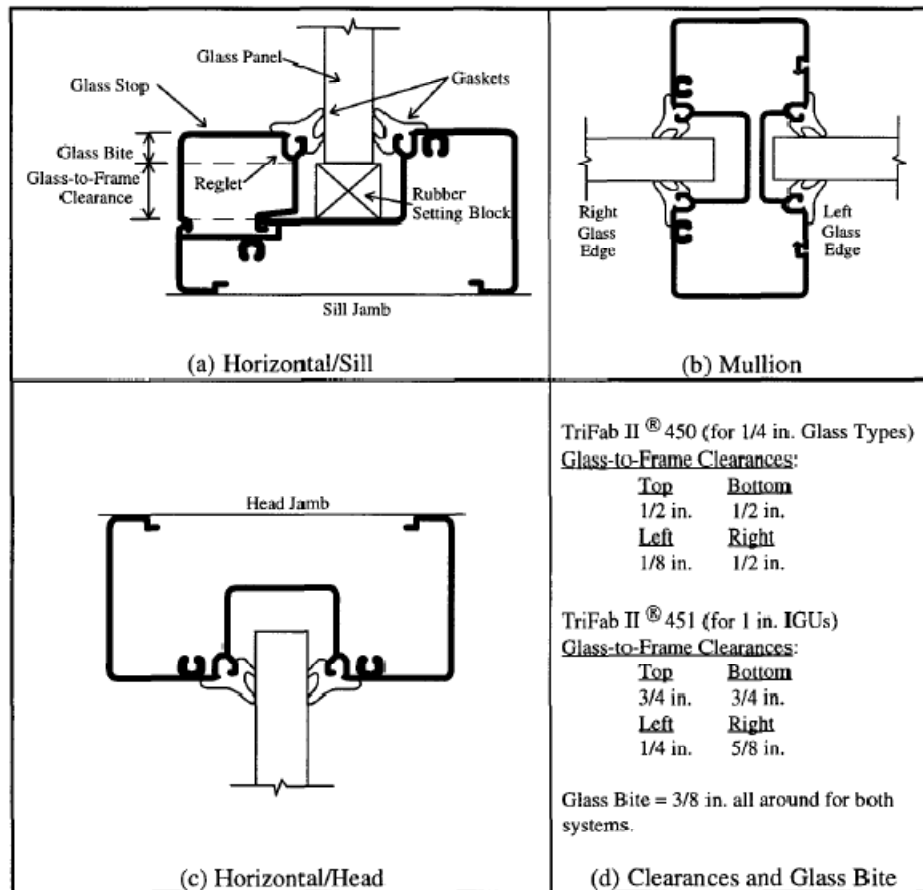 Glass Panel
Gaskets
Glass Stop
Glass Bite
Glass-to-Frame
Clearance
Reglet
Rubber
Setting Block
Sill Jamb
(a) Horizontal/Sill
Right
Glass
Edge
Left
Glass
Edge
(b) Mullion
Head Jamb
(c) Horizontal/Head
TriFab II ® 450 (for 1/4 in. Glass Types)
Glass-to-Frame Clearances:
Top Bottom
1/2 in. 1/2 in.
Left Right
1/8 in. 1/2 in.
TriFab II ® 451 (for 1 in. IGUs)
Glass-to-Frame Clearances:
Top Bottom
3/4 in. 3/4 in.
Left Right
1/4 in. 5/8 in.
Glass Bite = 3/8 in. all around for both
systems.
(d) Clearances and Glass Bite